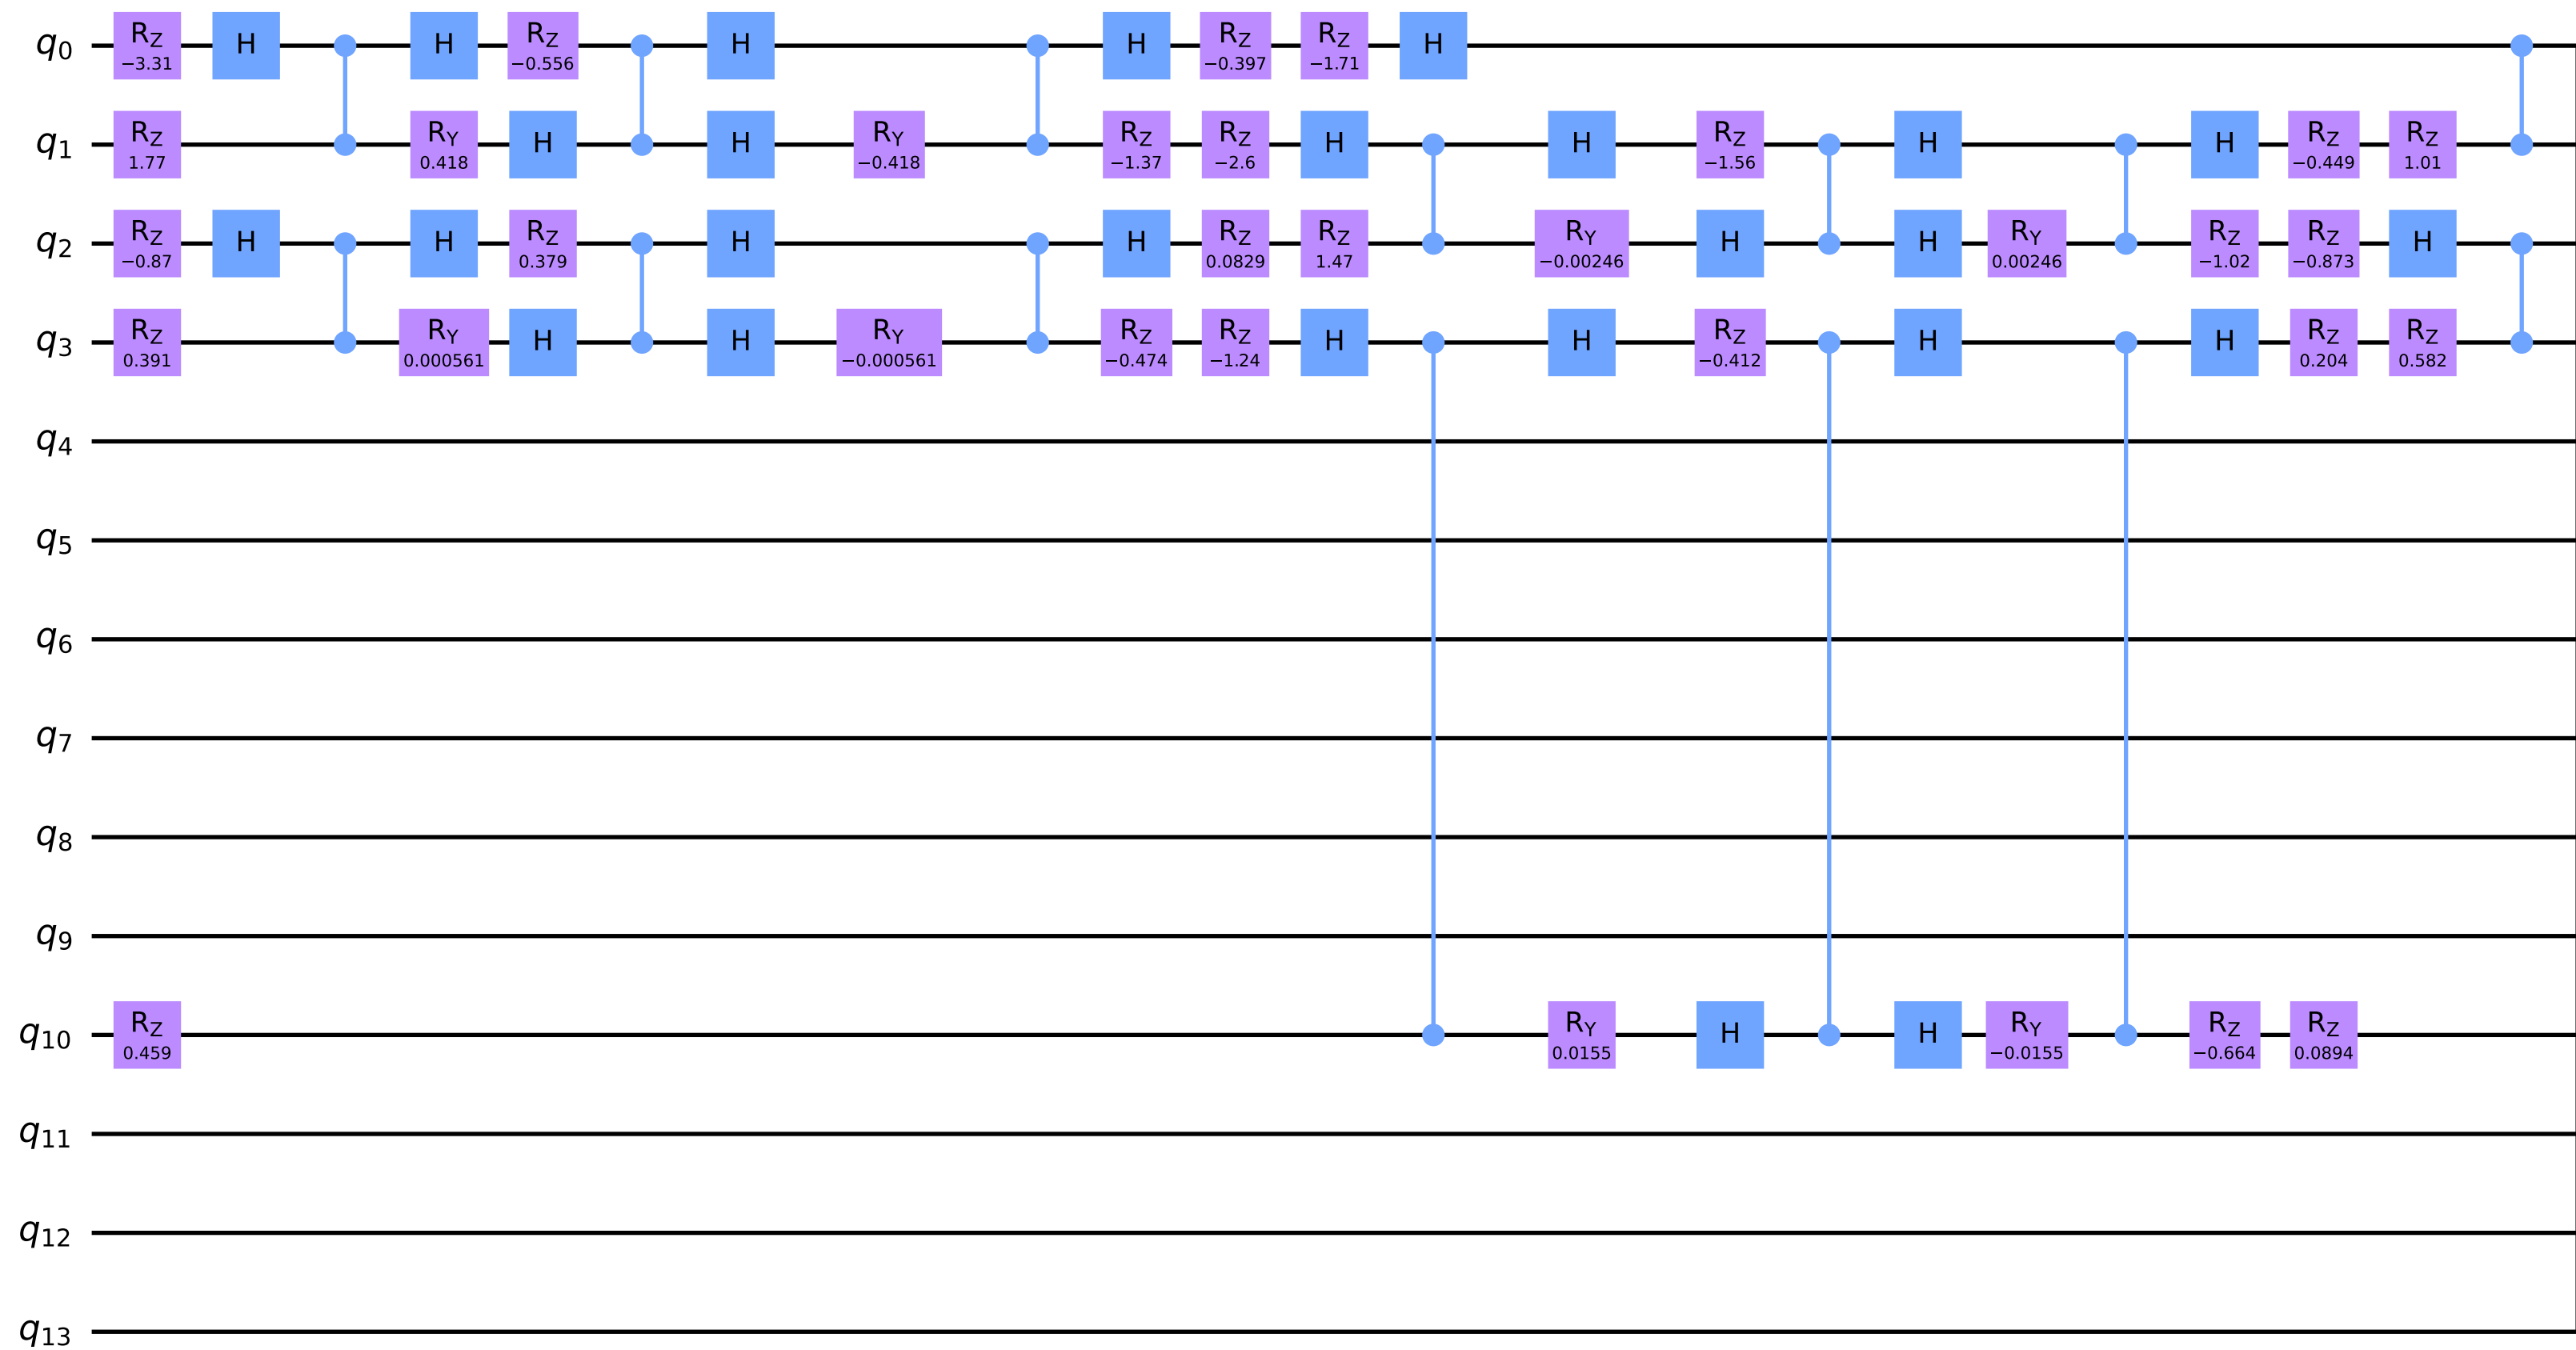 q0 RZ −3.31 H H RZ −0.556 H H RZ −0.397 RZ −1.71 H
q1 RZ 1.77 RY 0.418 H H RY −0.418 RZ −1.37 RZ −2.6 H H RZ −1.56 H H RZ −0.449 RZ 1.01
q2 RZ −0.87 H H RZ 0.379 H H RZ 0.0829 RZ 1.47 RY −0.00246 H H RY 0.00246 RZ −1.02 RZ −0.873 H
q3 RZ 0.391 RY 0.000561 H H RY −0.000561 RZ −0.474 RZ −1.24 H H RZ −0.412 H H RZ 0.204 RZ 0.582
q4
q5
q6
q7
q8
q9
q10 RZ 0.459 RY 0.0155 H H RY −0.0155 RZ −0.664 RZ 0.0894
q11
q12
q13